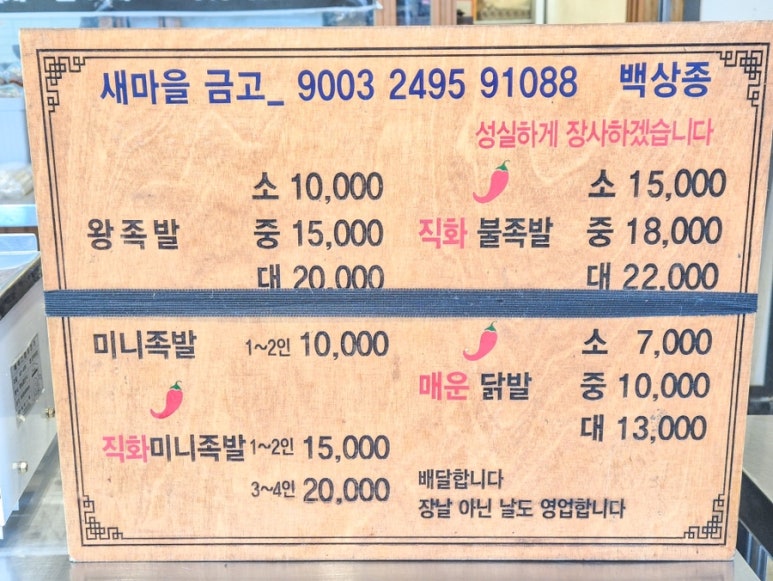 새마을 금고_ 9003 2495 91088 백상종
성실하게 장사하겠습니다
왕족발
소 10,000
중 15,000
대 20,000
직화 불족발
소 15,000
중 18,000
대 22,000
미니족발 1~2인 10,000
직화미니족발 1~2인 15,000
3~4인 20,000
매운 닭발
소 7,000
중 10,000
대 13,000
배달합니다
장날 아닌 날도 영업합니다